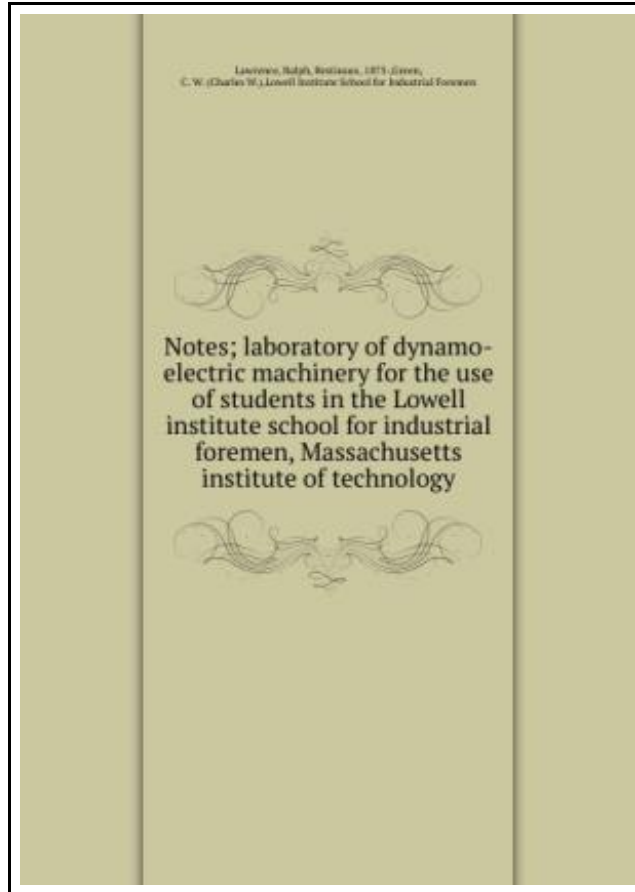 Lawrence, Ralph, Restieaux, 1873-,Green,
C. W. (Charles W.),Lowell Institute School for Industrial Foremen
Notes; laboratory of dynamo-
electric machinery for the use
of students in the Lowell
institute school for industrial
foremen, Massachusetts
institute of technology